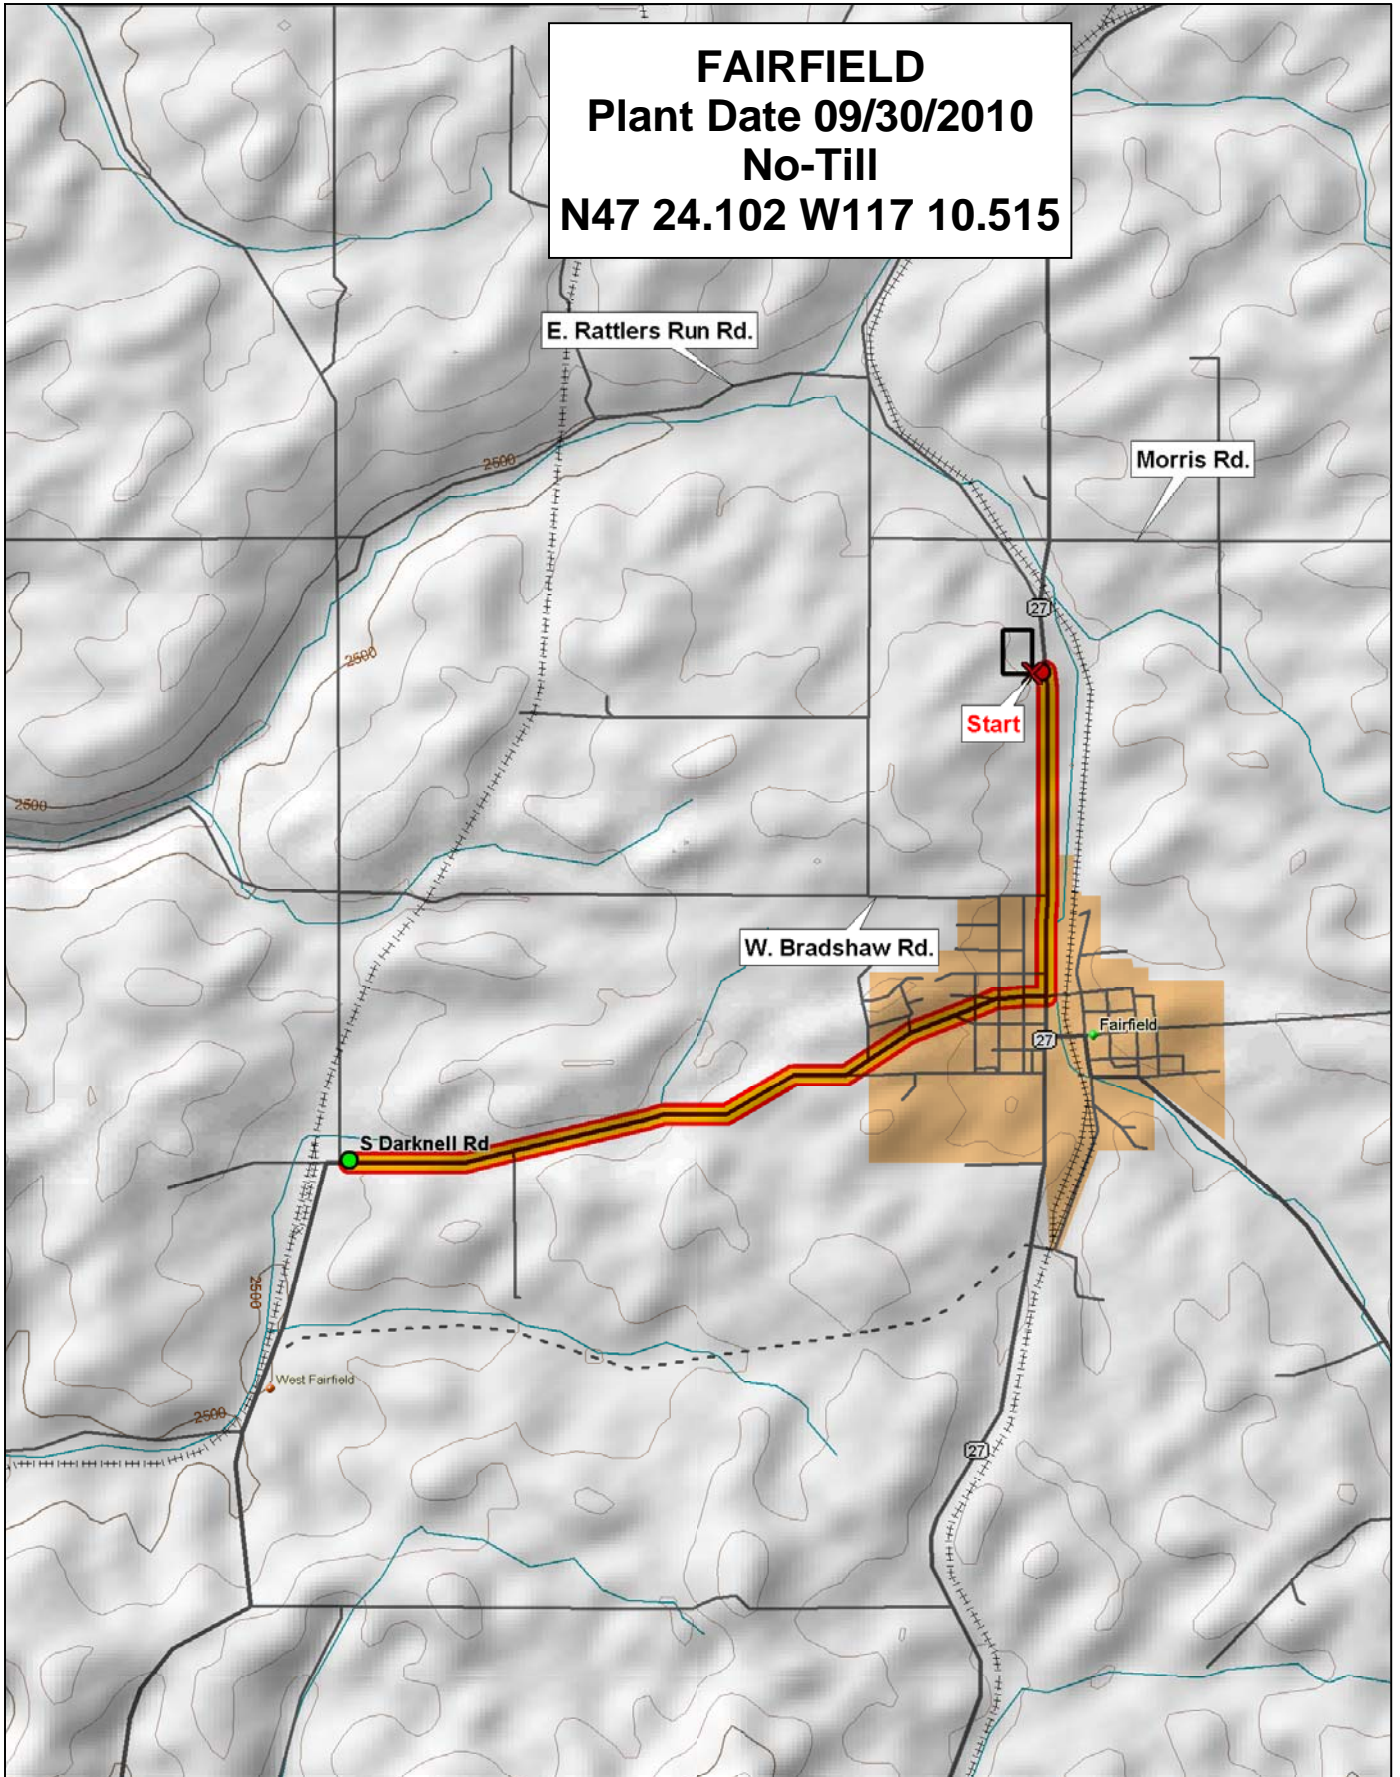 FAIRFIELD
Plant Date 09/30/2010
No-Till
N47 24.102 W117 10.515
E. Rattlers Run Rd.
Morris Rd.
2500
27
2500
Start
2500
W. Bradshaw Rd.
Fairfield
27
S Darknell Rd
2500
West Fairfield
2500
27